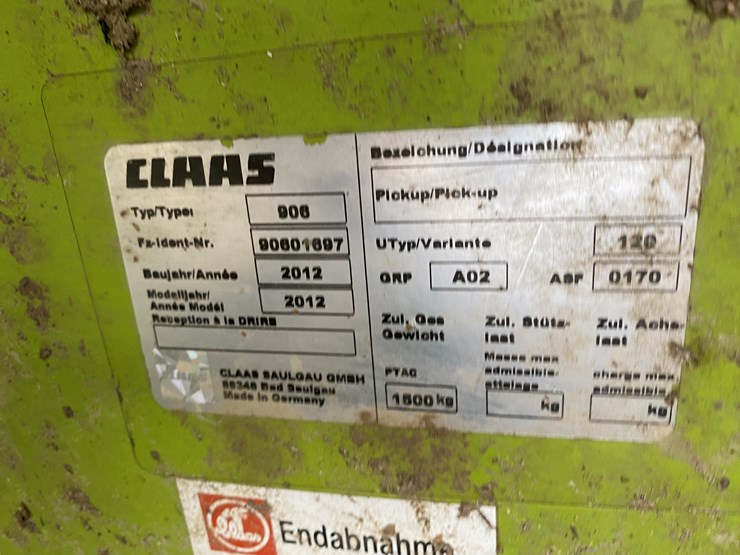 CLAAS
Typ/Type: 906
Fz-Ident-Nr. 90601697
Baujahr/Année 2012
Modelljahr/
Année Modèl 2012
Reception à la DRIRE
CLAAS SAULGAU GMBH
88348 Bad Saulgau
Made in Germany
Bezeichung/Désignation
Pickup/Pick-up
UTyp/Variante 120
GRP A02 ABF 0170
Zul. Ges Gewicht
Zul. Stütz-last
Zul. Achs-last
PTAC
Masse max admissible attelage
charge max admissible
1500 kg
kg
kg
Endabnahme